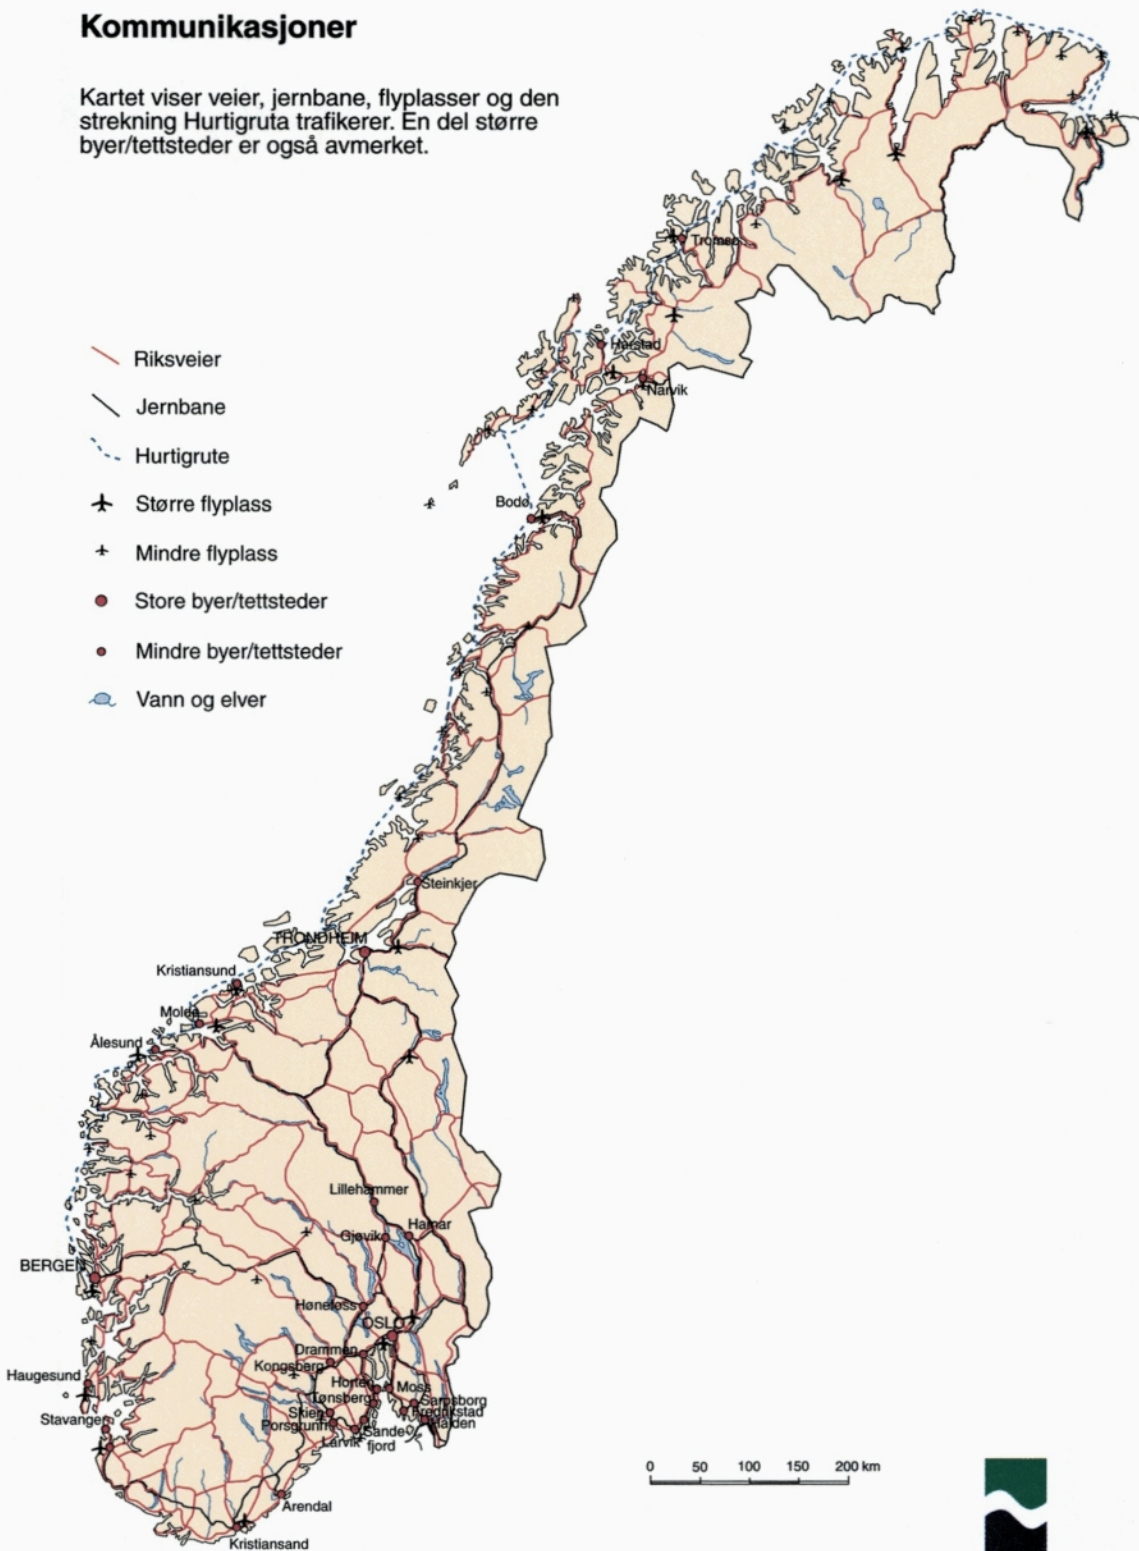 Kommunikasjoner
Kartet viser veier, jernbane, flyplasser og den
strekning Hurtigruta trafikerer. En del større
byer/tettsteder er også avmerket.
Riksveier
Jernbane
Hurtigrute
Større flyplass
Mindre flyplass
Store byer/tettsteder
Mindre byer/tettsteder
Vann og elver
Tromsø
Harstad
Narvik
Bodø
Steinkjer
TRONDHEIM
Kristiansund
Molde
Ålesund
Lillehammer
Gjøvik
Hamar
BERGEN
Hønefoss
OSLO
Drammen
Kongsberg
Haugesund
Horten
Moss
Tønsberg
Sarpsborg
Skien
Fredrikstad
Stavanger
Porsgrunn
Halden
Sande-
Larvik
fjord
0 50 100 150 200 km
Arendal
Kristiansand